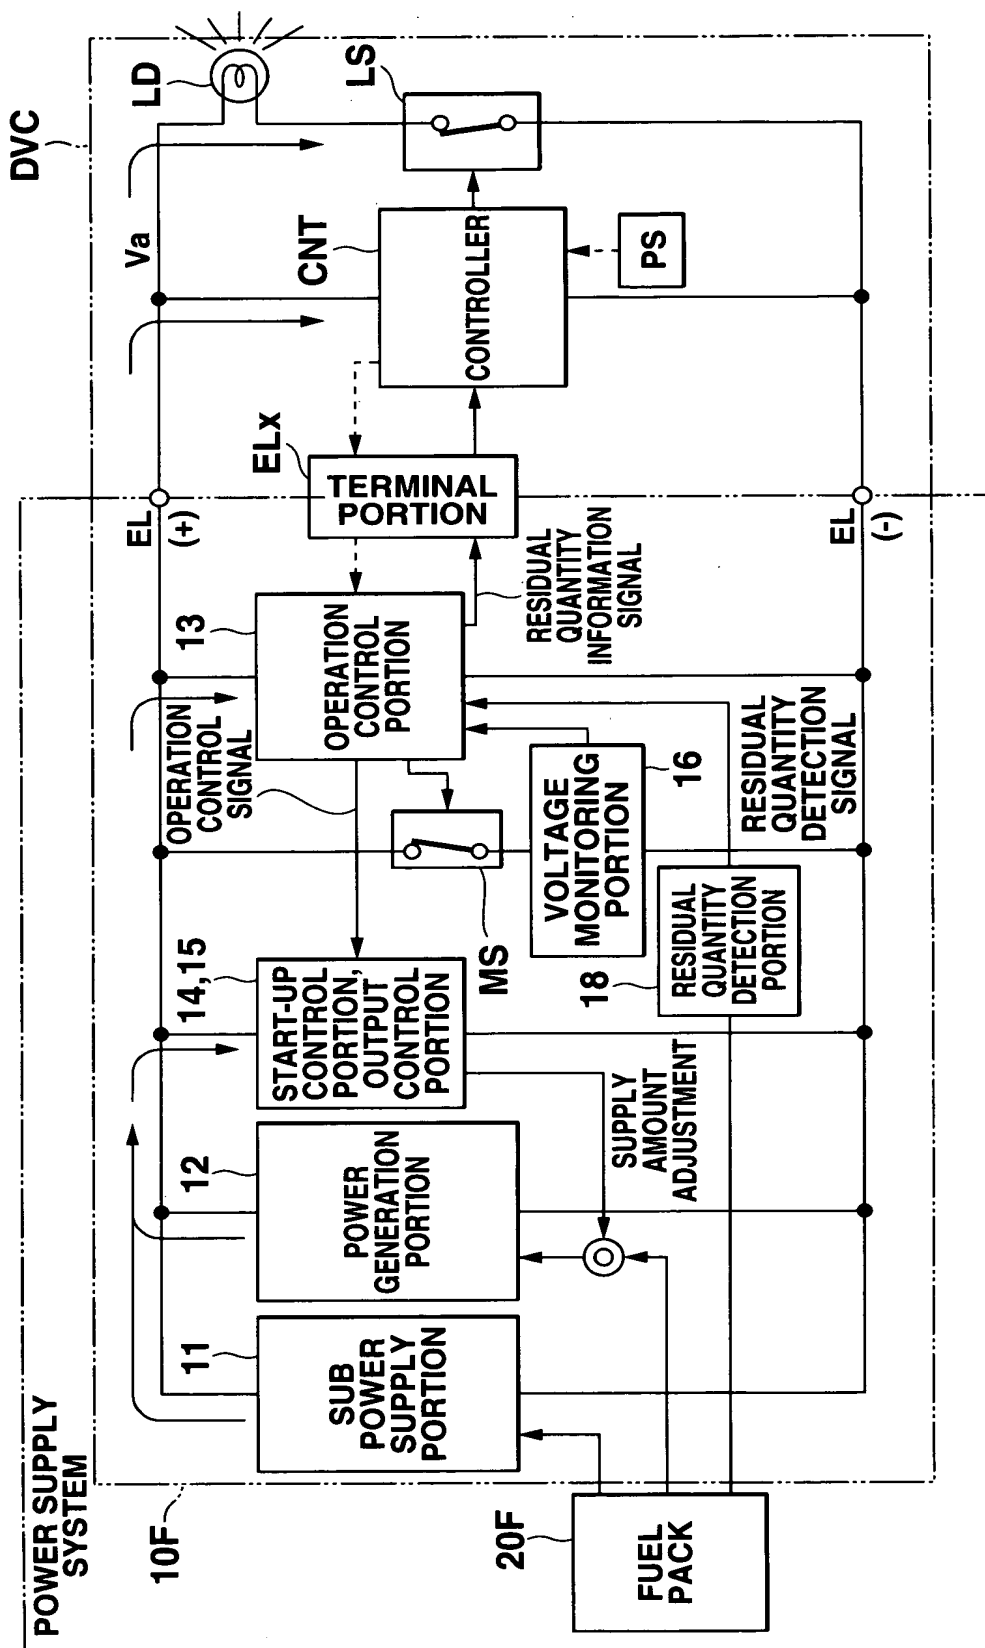 POWER SUPPLY
SYSTEM
DVC
10F
20F
FUEL
PACK
11
SUB
POWER
SUPPLY
PORTION
12
POWER
GENERATION
PORTION
SUPPLY
AMOUNT
ADJUSTMENT
14,15
START-UP
CONTROL
PORTION,
OUTPUT
CONTROL
PORTION
OPERATION
CONTROL
SIGNAL
MS
13
OPERATION
CONTROL
PORTION
VOLTAGE
MONITORING
PORTION
16
18
RESIDUAL
QUANTITY
DETECTION
PORTION
RESIDUAL
QUANTITY
DETECTION
SIGNAL
RESIDUAL
QUANTITY
INFORMATION
SIGNAL
EL
(+)
EL
(-)
ELx
TERMINAL
PORTION
Va
CNT
CONTROLLER
PS
LD
LS